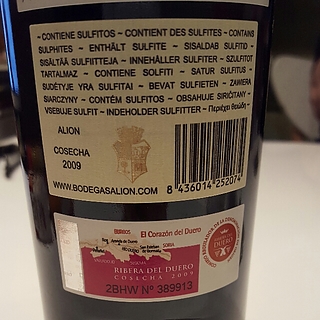 ~CONTIENE SULFITOS ~ CONTIENT DES SULFITES ~ CONTAINS
SULPHITES ~ ENTHÄLT SULFITE ~ SISALDAB SULFITID ~
SISÄLTÄÄ SULFIITTEJA ~ INNEHÅLLER SULFITER ~ SZULFITOT
TARTALMAZ ~ CONTIENE SOLFITI ~ SATUR SULFITUS ~
SUDĖTYJE YRA SULFITAI ~ BEVAT SULFIETEN ~ ZAWIERA
SIARCZYNY ~ CONTÉM SULFITOS ~ OBSAHUJE SIRIČITANY ~
VSEBUJE SULFIT ~ INDEHOLDER SULFITTER ~ Περιέχει θειώδη ~
ALION
COSECHA
2009
WWW.BODEGASALION.COM
8 436014 252074
BURGOS El Corazón del Duero
SORIA
RIBERA DEL DUERO
COSECHA 2009
2BHW Nº 389913